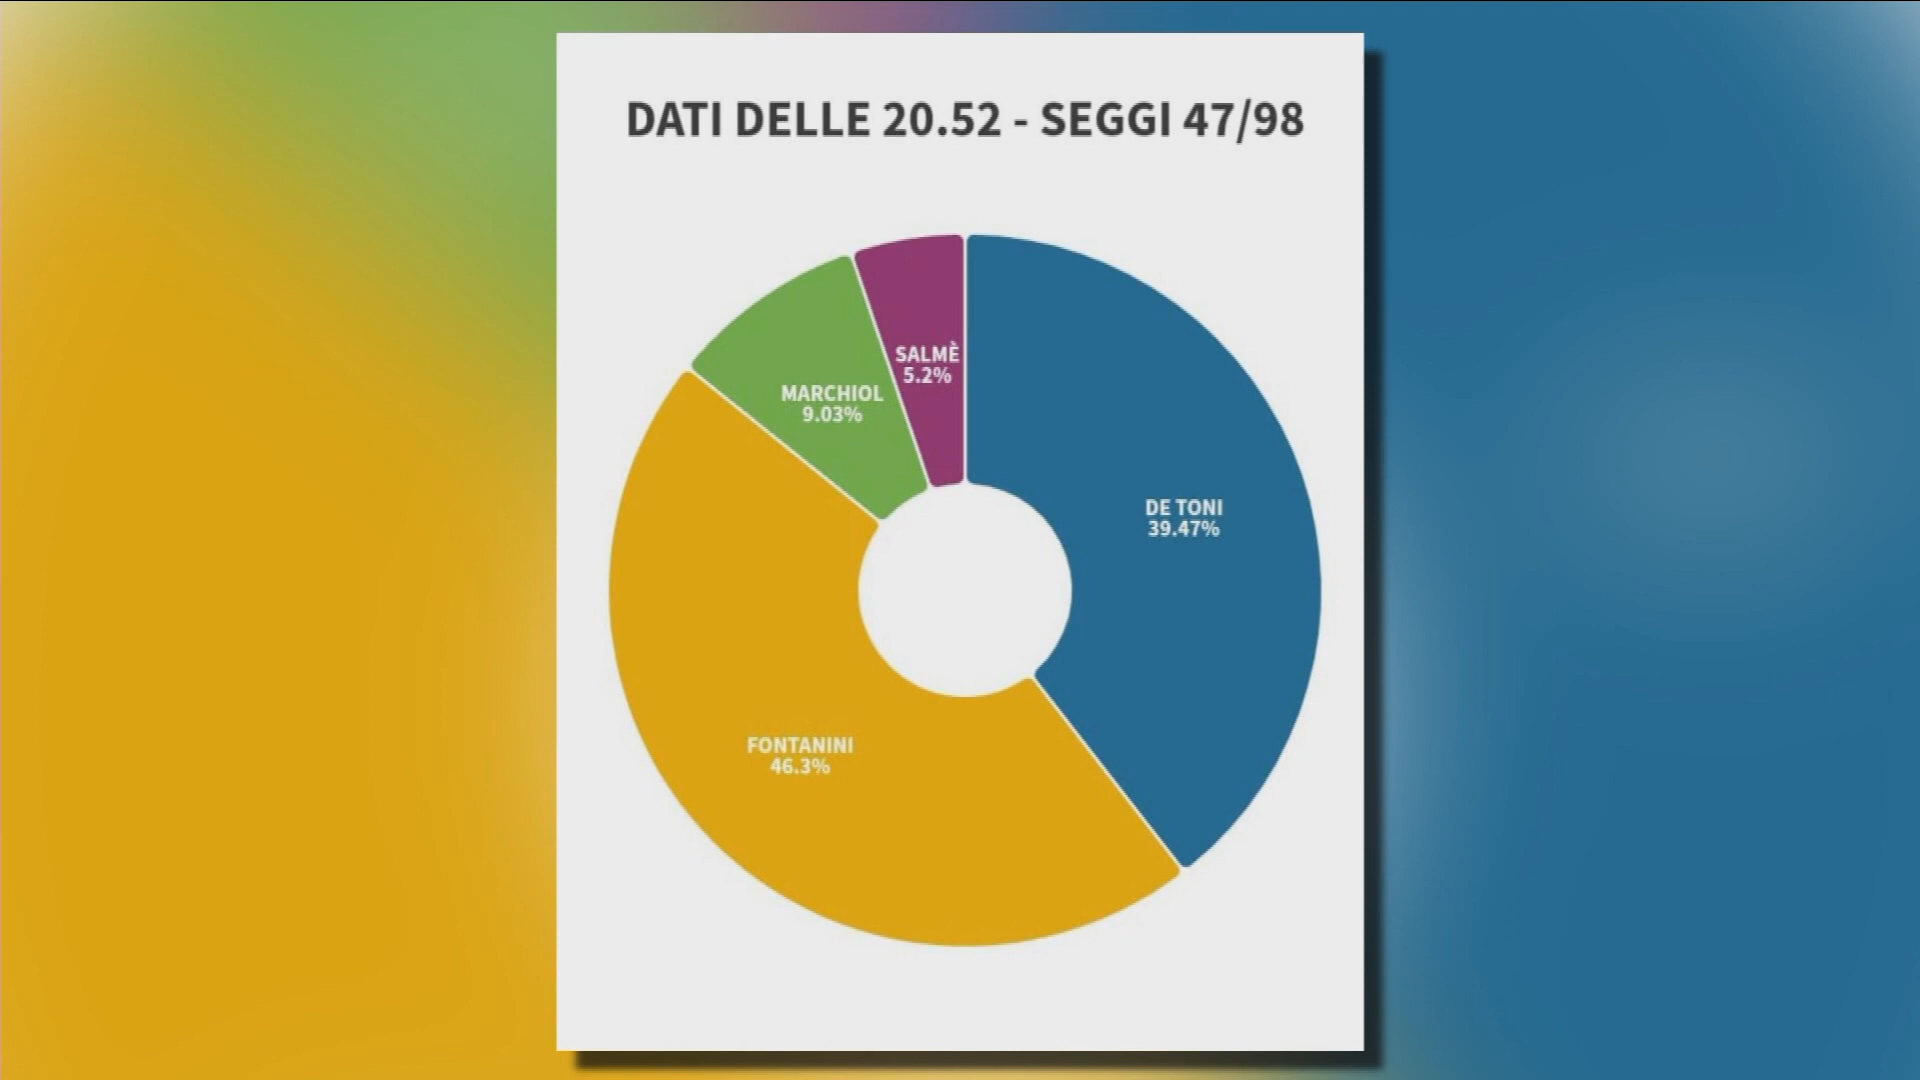 DATI DELLE 20.52 - SEGGI 47/98
SALMÈ
5.2%
MARCHIOL
9.03%
DE TONI
39.47%
FONTANINI
46.3%